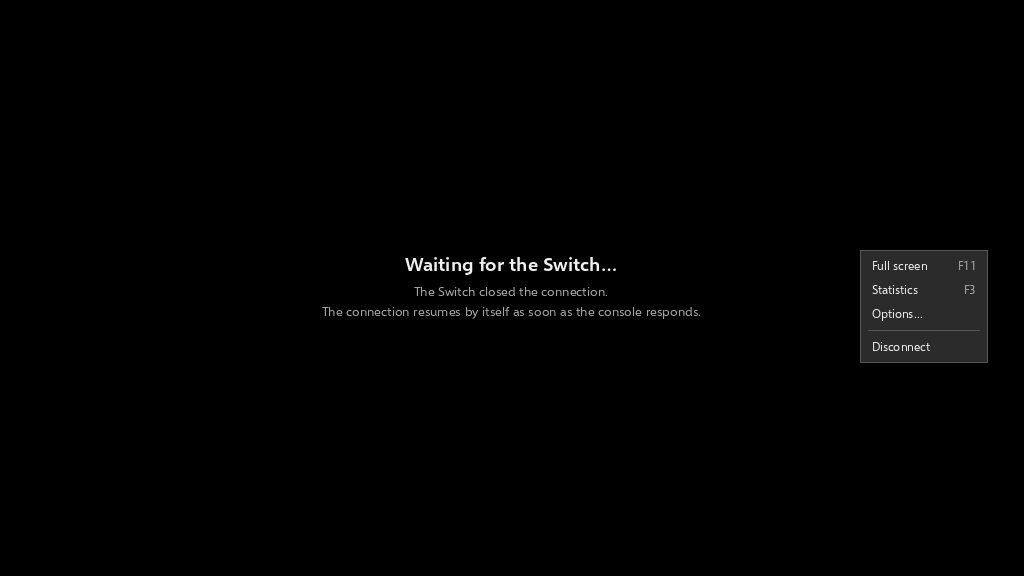 Waiting for the Switch...
The Switch closed the connection.
The connection resumes by itself as soon as the console responds.
Full screen F11
Statistics F3
Options...
Disconnect